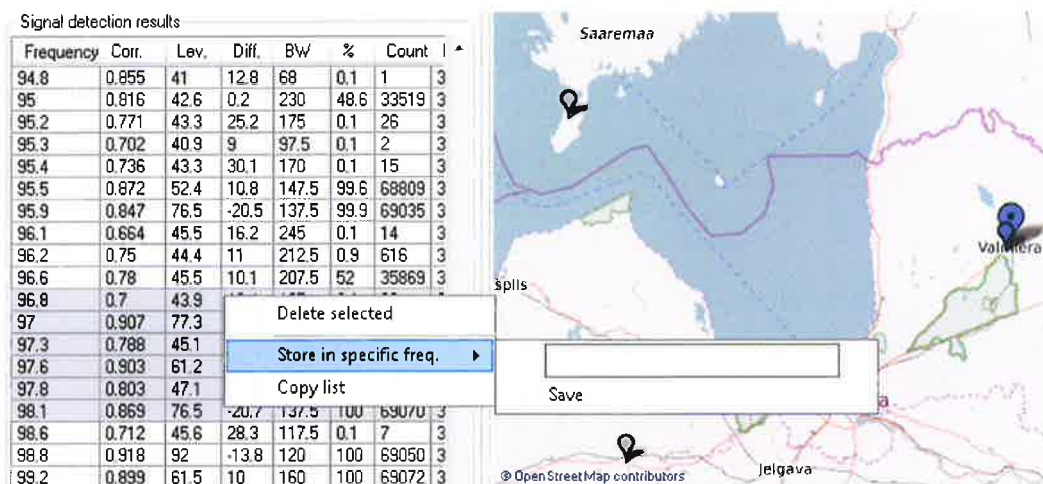 Signal detection results
Frequency Corr. Lev. Diff. BW % Count
94.8 0.855 41 12.8 68 0.1 1 3
95 0.816 42.6 0.2 230 48.6 33519 3
95.2 0.771 43.3 25.2 175 0.1 26 3
95.3 0.702 40.9 9 97.5 0.1 2 3
95.4 0.736 43.3 30.1 170 0.1 15 3
95.5 0.872 52.4 10.8 147.5 99.6 68809 3
95.9 0.847 76.5 -20.5 137.5 99.9 69035 3
96.1 0.664 45.5 16.2 245 0.1 14 3
96.2 0.75 44.4 11 212.5 0.9 616 3
96.6 0.78 45.5 10.1 207.5 52 35869 3
96.8 0.7 43.9
97 0.907 77.3
97.3 0.788 45.1
97.6 0.903 61.2
97.8 0.803 47.1
98.1 0.869 76.5 -20.7 137.5 100 69070 3
98.6 0.712 45.6 28.3 117.5 0.1 7 3
98.8 0.918 92 -13.8 120 100 69050 3
99.2 0.899 61.5 10 160 100 69072 3
Delete selected
Store in specific freq.
Copy list
Save
Saaremaa
Valmiera
spils
a
Jelgava
© OpenStreetMap contributors